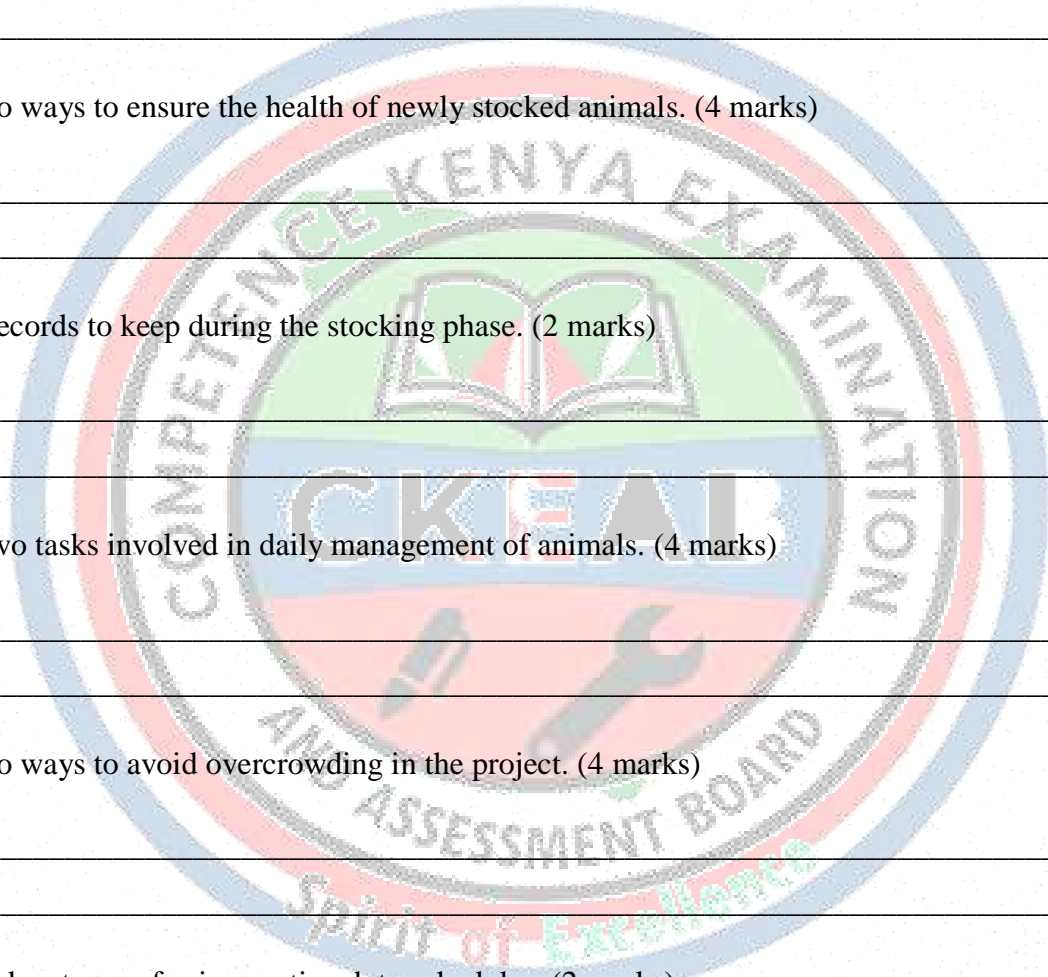 o ways to ensure the health of newly stocked animals. (4 marks)
ecords to keep during the stocking phase. (2 marks)
wo tasks involved in daily management of animals. (4 marks)
o ways to avoid overcrowding in the project. (4 marks)
COMPETENCE KENYA EXAMINATION
CKEAB
AND ASSESSMENT BOARD
Spirit of Excellence